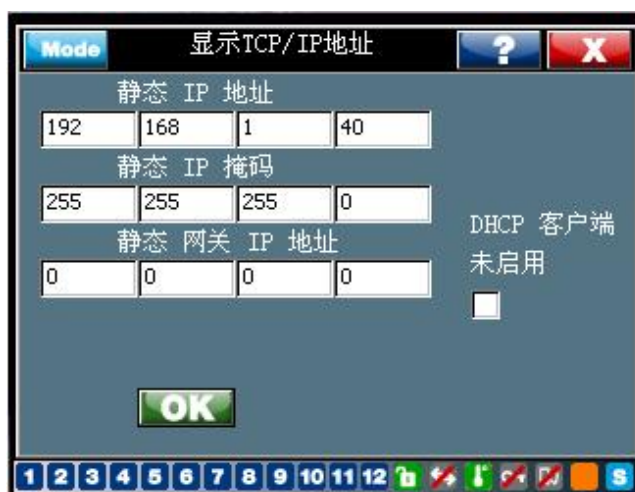 Mode 显示TCP/IP地址 ? X
静态 IP 地址
192 168 1 40
静态 IP 掩码
255 255 255 0
静态 网关 IP 地址
0 0 0 0
DHCP 客户端
未启用
OK
1 2 3 4 5 6 7 8 9 10 11 12 S